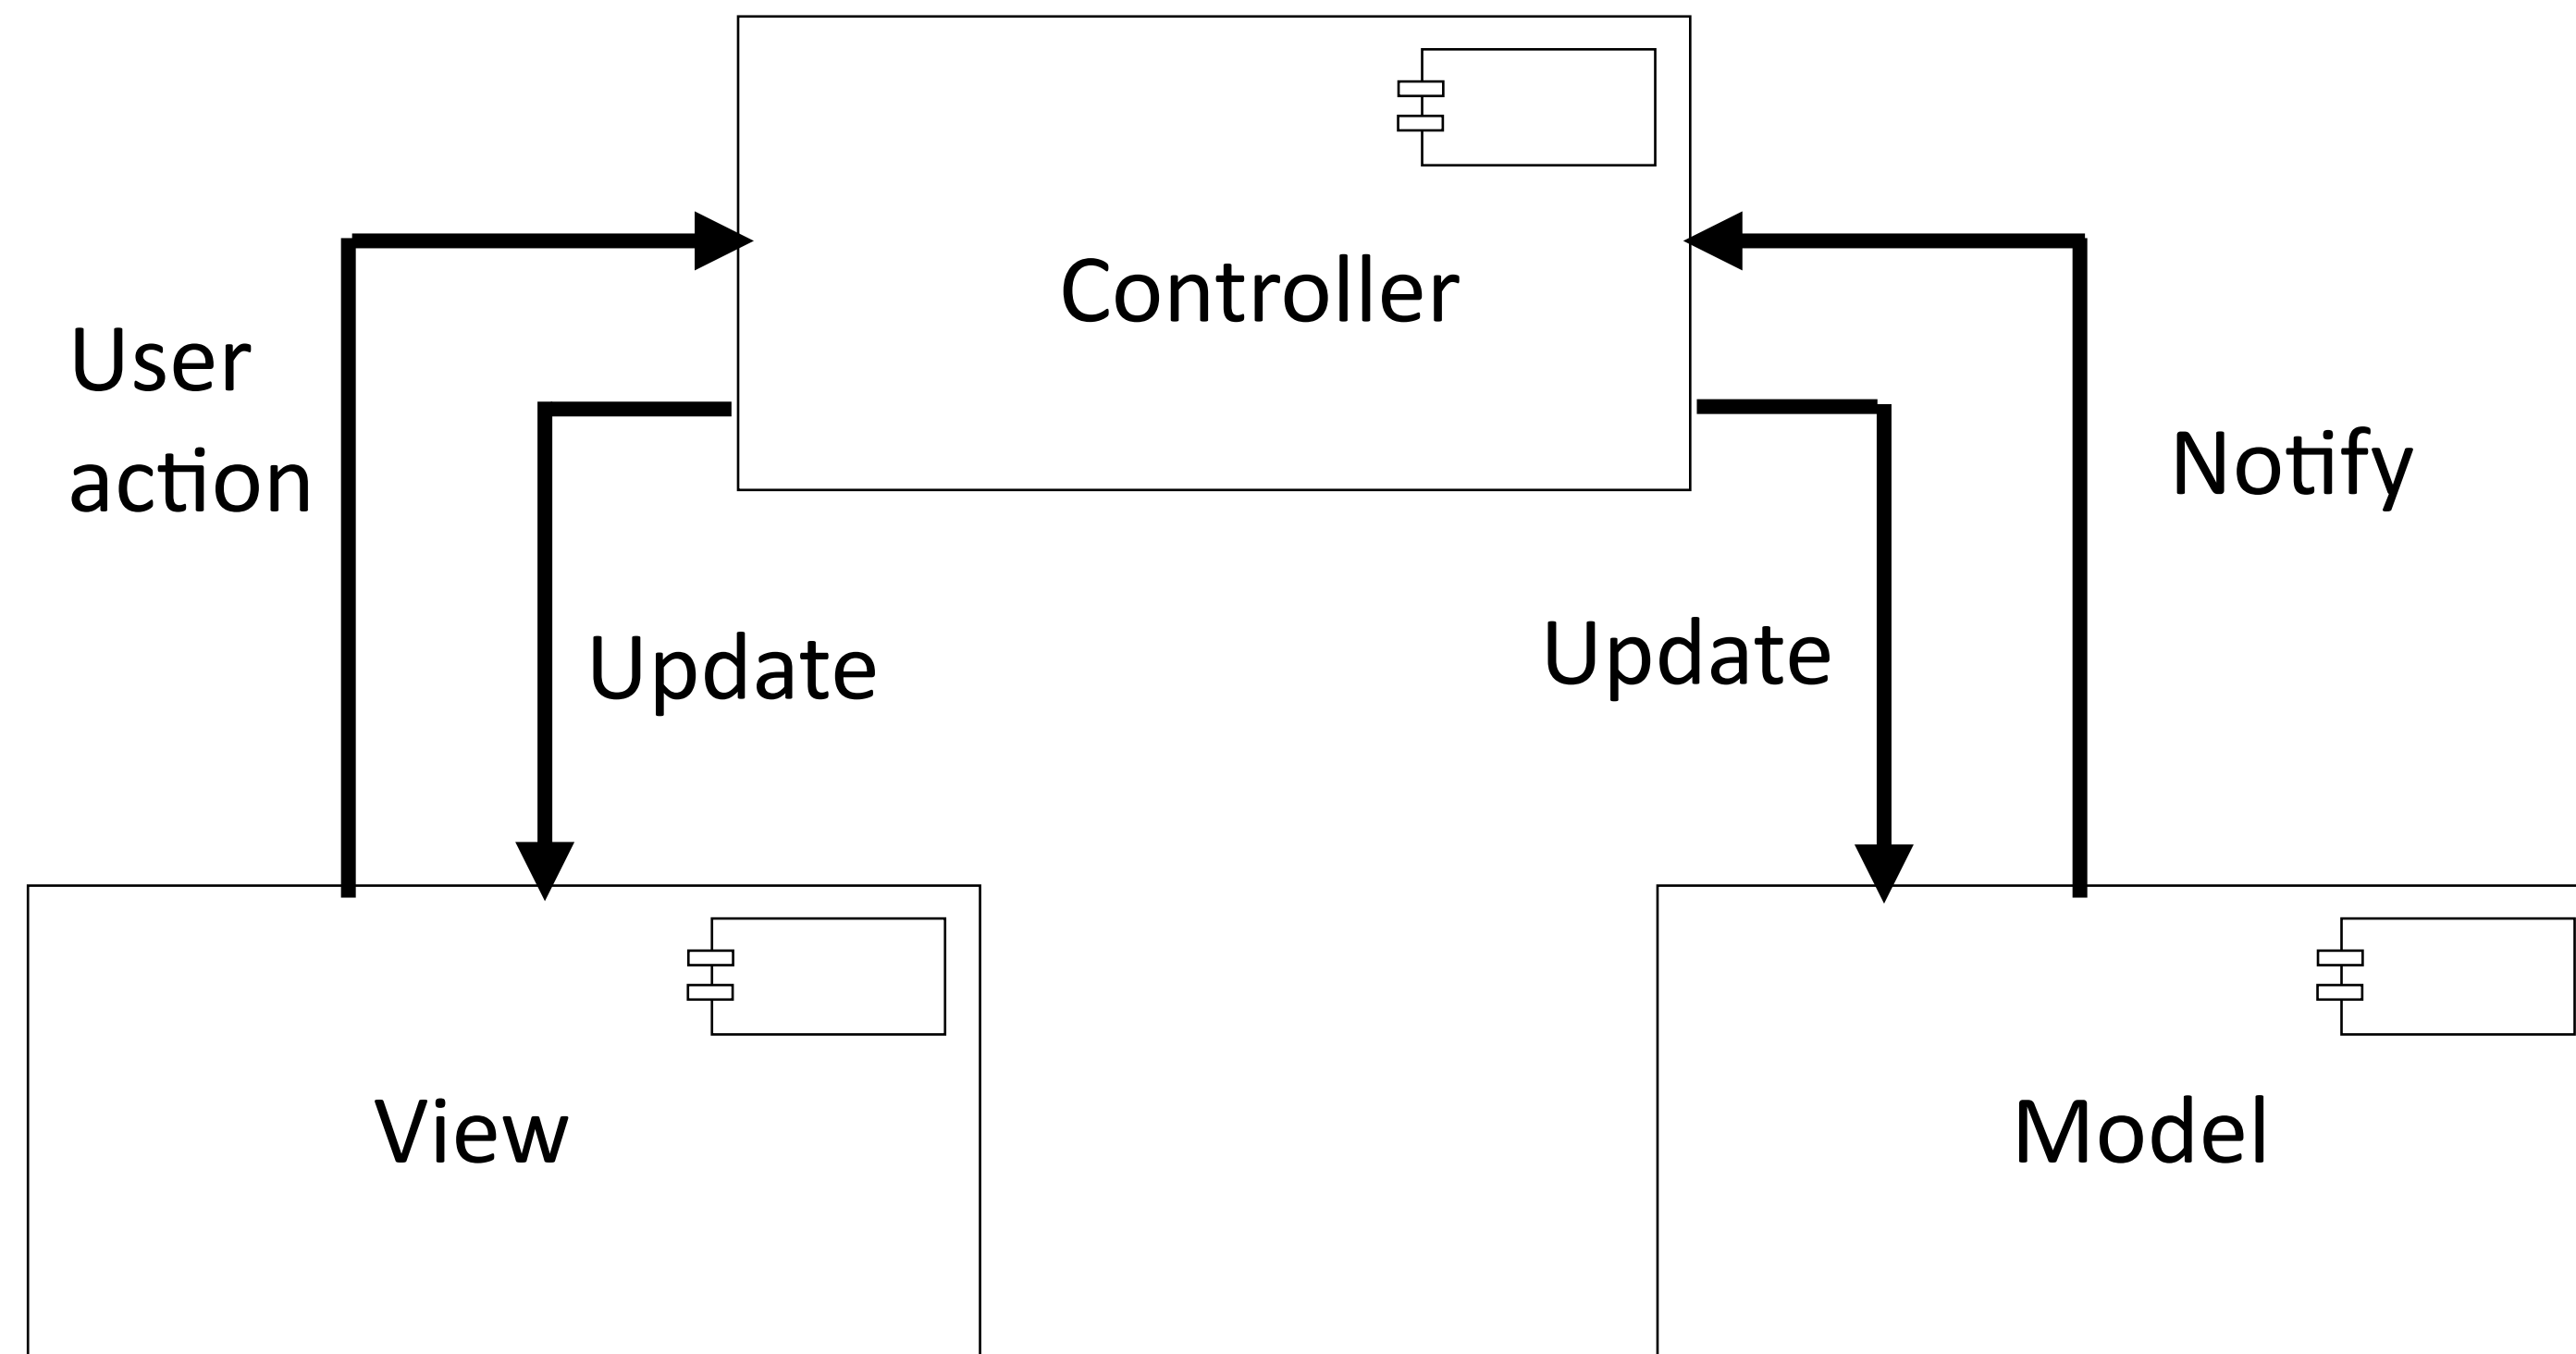 Controller
User
action
Notify
Update
Update
View
Model